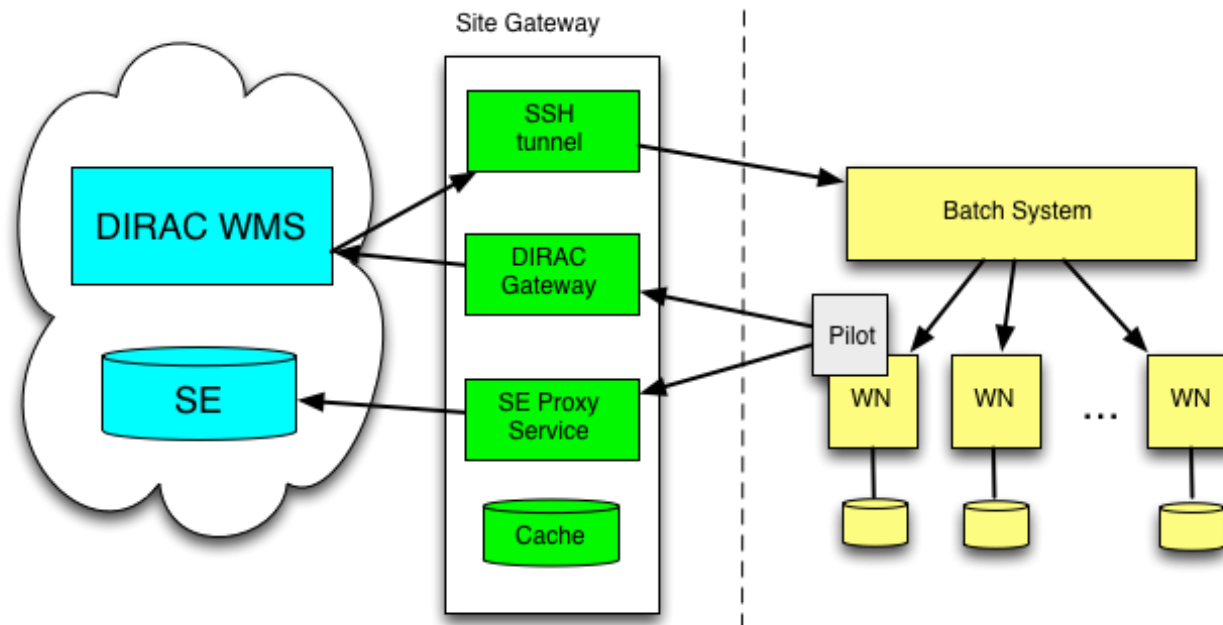 Site Gateway
SSH
tunnel
DIRAC WMS
Batch System
DIRAC
Gateway
Pilot
SE
SE Proxy
Service
WN
WN
...
WN
Cache